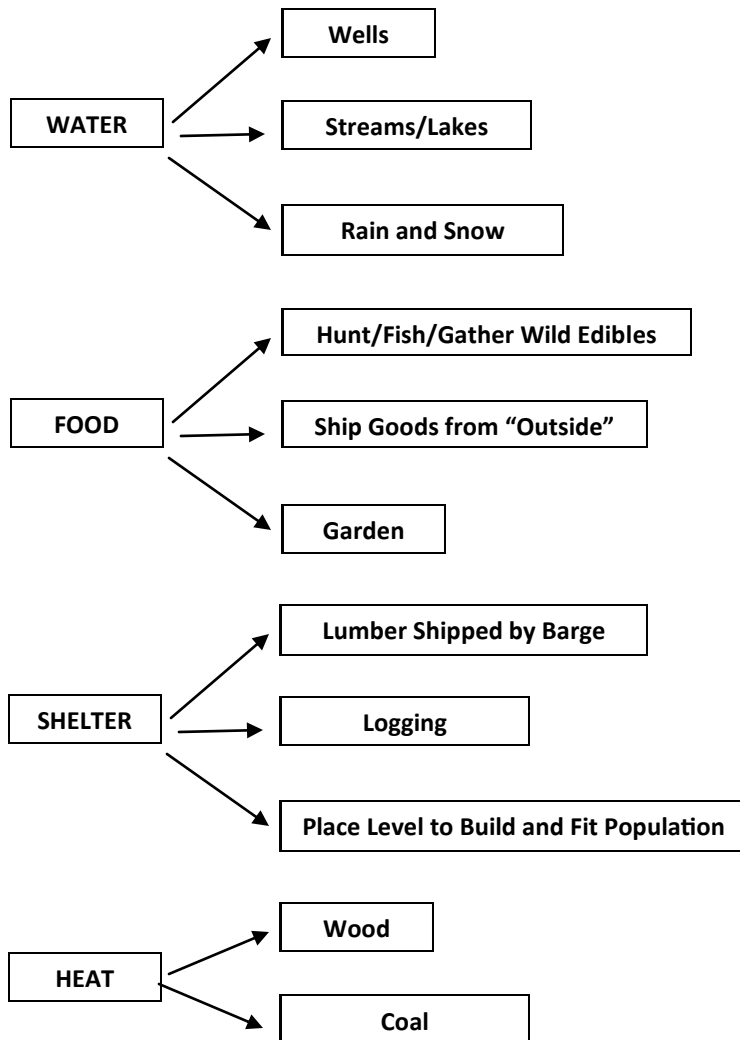 WATER
Wells
Streams/Lakes
Rain and Snow
FOOD
Hunt/Fish/Gather Wild Edibles
Ship Goods from “Outside”
Garden
SHELTER
Lumber Shipped by Barge
Logging
Place Level to Build and Fit Population
HEAT
Wood
Coal